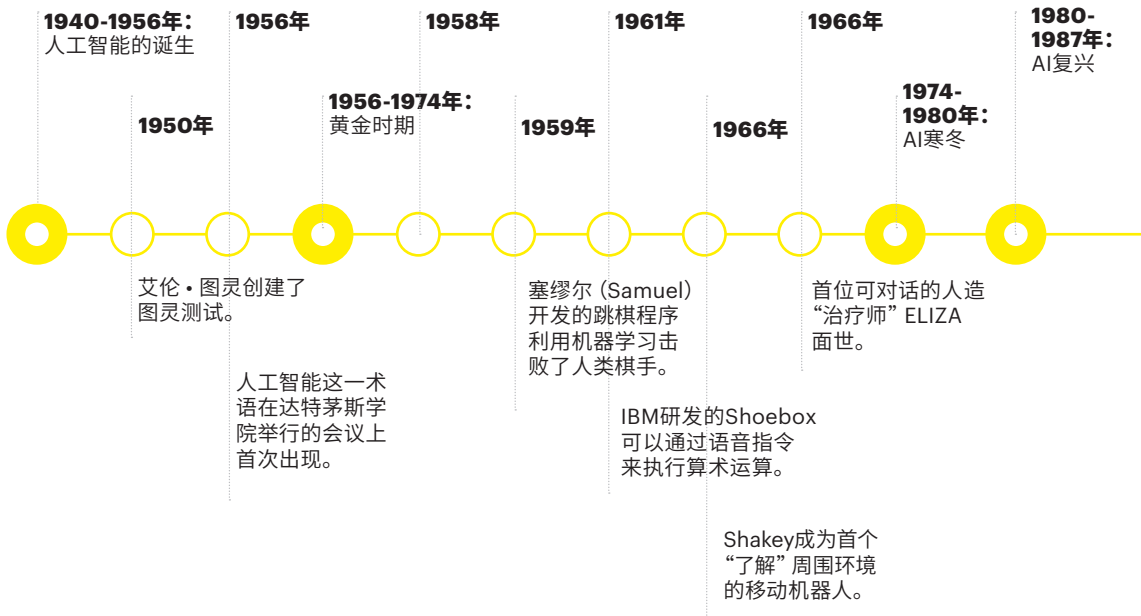 1940-1956年：
人工智能的诞生
1956年
1958年
1961年
1966年
1980-
1987年：
AI复兴
1950年
1956-1974年：
黄金时期
1959年
1966年
1974-
1980年：
AI寒冬
艾伦·图灵创建了
图灵测试。
人工智能这一术
语在达特茅斯学
院举行的会议上
首次出现。
塞缪尔（Samuel）
开发的跳棋程序
利用机器学习击
败了人类棋手。
IBM研发的Shoebox
可以通过语音指令
来执行算术运算。
Shakey成为首个
“了解”周围环境
的移动机器人。
首位可对话的人造
“治疗师”ELIZA
面世。